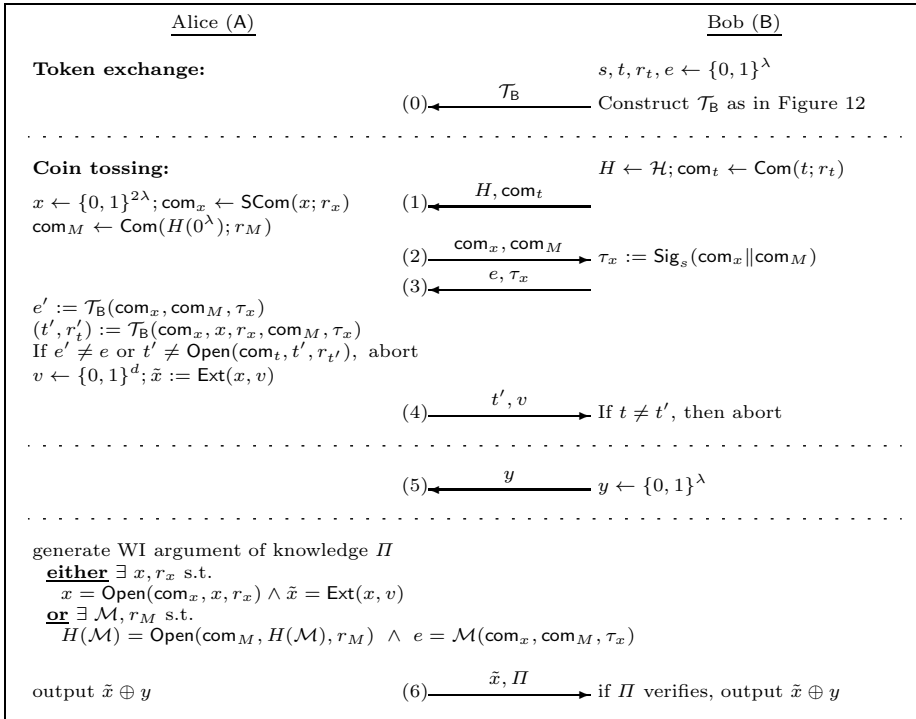 Alice (A) Bob (B)
Token exchange: s, t, r_t, e ← {0, 1}^λ
(0) 𝒯_B Construct 𝒯_B as in Figure 12
Coin tossing: H ← ℋ; com_t ← Com(t; r_t)
x ← {0, 1}^{2λ}; com_x ← SCom(x; r_x) (1) H, com_t
com_M ← Com(H(0^λ); r_M)
(2) com_x, com_M τ_x := Sig_s(com_x‖com_M)
(3) e, τ_x
e′ := 𝒯_B(com_x, com_M, τ_x)
(t′, r′_t) := 𝒯_B(com_x, x, r_x, com_M, τ_x)
If e′ ≠ e or t′ ≠ Open(com_t, t′, r_{t′}), abort
v ← {0, 1}^d; x̃ := Ext(x, v)
(4) t′, v If t ≠ t′, then abort
(5) y y ← {0, 1}^λ
generate WI argument of knowledge Π
either ∃ x, r_x s.t.
x = Open(com_x, x, r_x) ∧ x̃ = Ext(x, v)
or ∃ ℳ, r_M s.t.
H(ℳ) = Open(com_M, H(ℳ), r_M) ∧ e = ℳ(com_x, com_M, τ_x)
output x̃ ⊕ y (6) x̃, Π if Π verifies, output x̃ ⊕ y